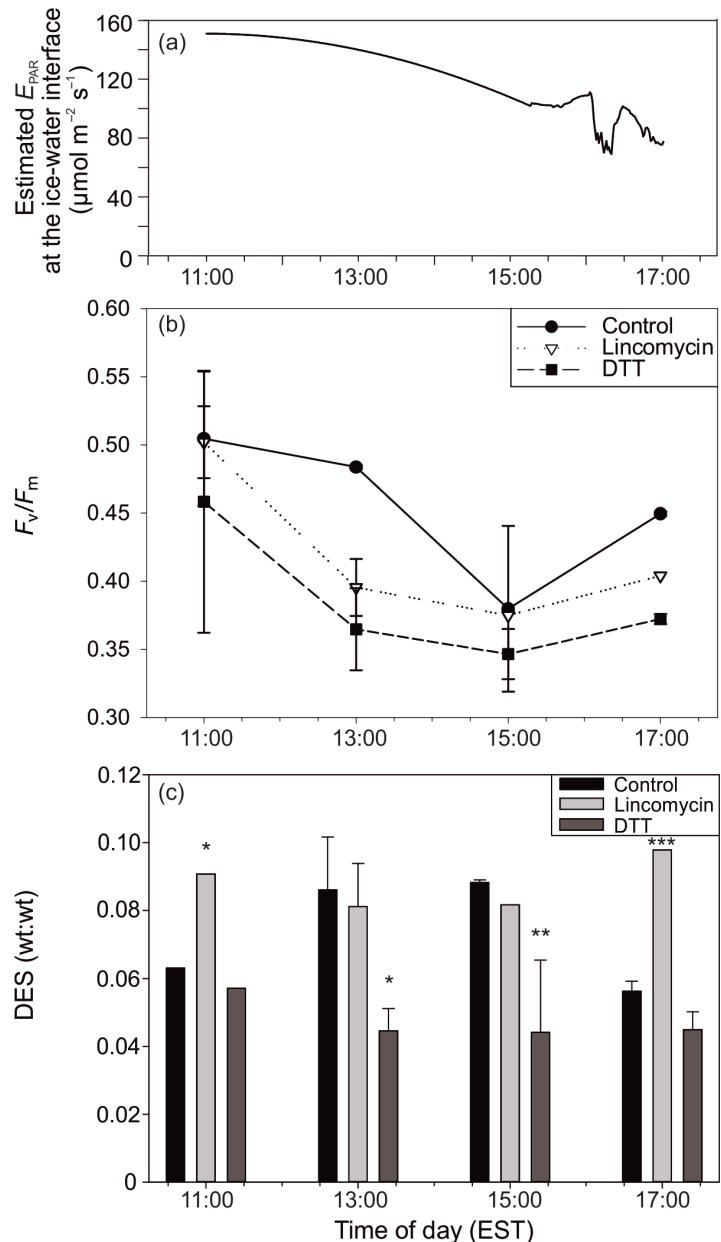 (a)
Estimated E_PAR
at the ice-water interface
(µmol m⁻² s⁻¹)
160
120
80
40
0
11:00
13:00
15:00
17:00
(b)
Control
Lincomycin
DTT
F_v/F_m
0.60
0.55
0.50
0.45
0.40
0.35
0.30
11:00
13:00
15:00
17:00
(c)
Control
Lincomycin
DTT
DES (wt:wt)
0.12
0.10
0.08
0.06
0.04
0.02
0
*
*
**
***
11:00
13:00
15:00
17:00
Time of day (EST)